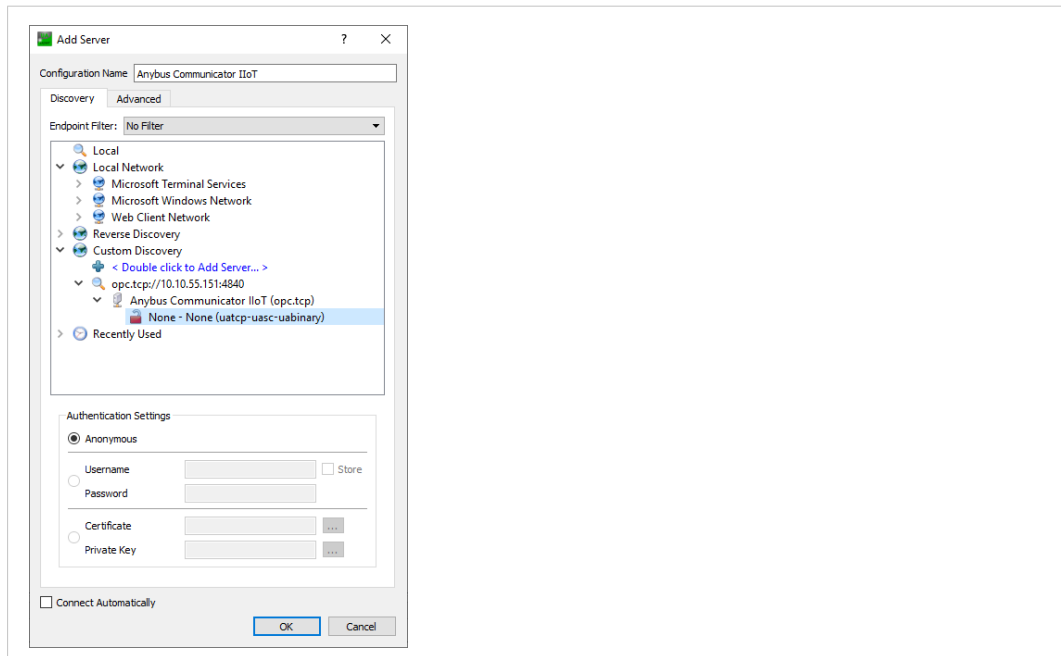 Add Server
?
Configuration Name Anybus Communicator IIoT
Discovery Advanced
Endpoint Filter: No Filter
Local
Local Network
Microsoft Terminal Services
Microsoft Windows Network
Web Client Network
Reverse Discovery
Custom Discovery
< Double click to Add Server... >
opc.tcp://10.10.55.151:4840
Anybus Communicator IIoT (opc.tcp)
None - None (uatcp-uasc-uabinary)
Recently Used
Authentication Settings
Anonymous
Username Store
Password
Certificate ...
Private Key ...
Connect Automatically
OK Cancel